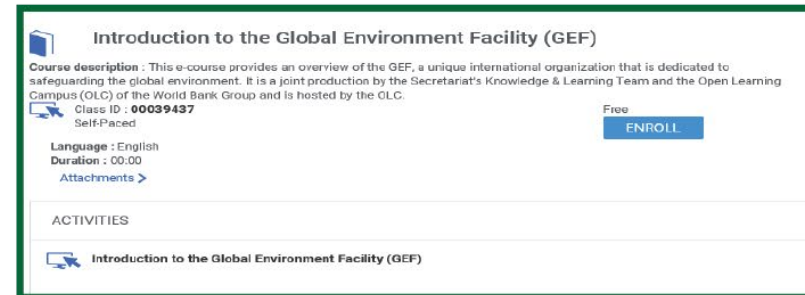 Introduction to the Global Environment Facility (GEF)
Course description : This e-course provides an overview of the GEF, a unique international organization that is dedicated to
safeguarding the global environment. It is a joint production by the Secretariat's Knowledge & Learning Team and the Open Learning
Campus (OLC) of the World Bank Group and is hosted by the OLC.
Class ID : 00039437
Free
Self-Paced
ENROLL
Language : English
Duration : 00:00
Attachments >
ACTIVITIES
Introduction to the Global Environment Facility (GEF)